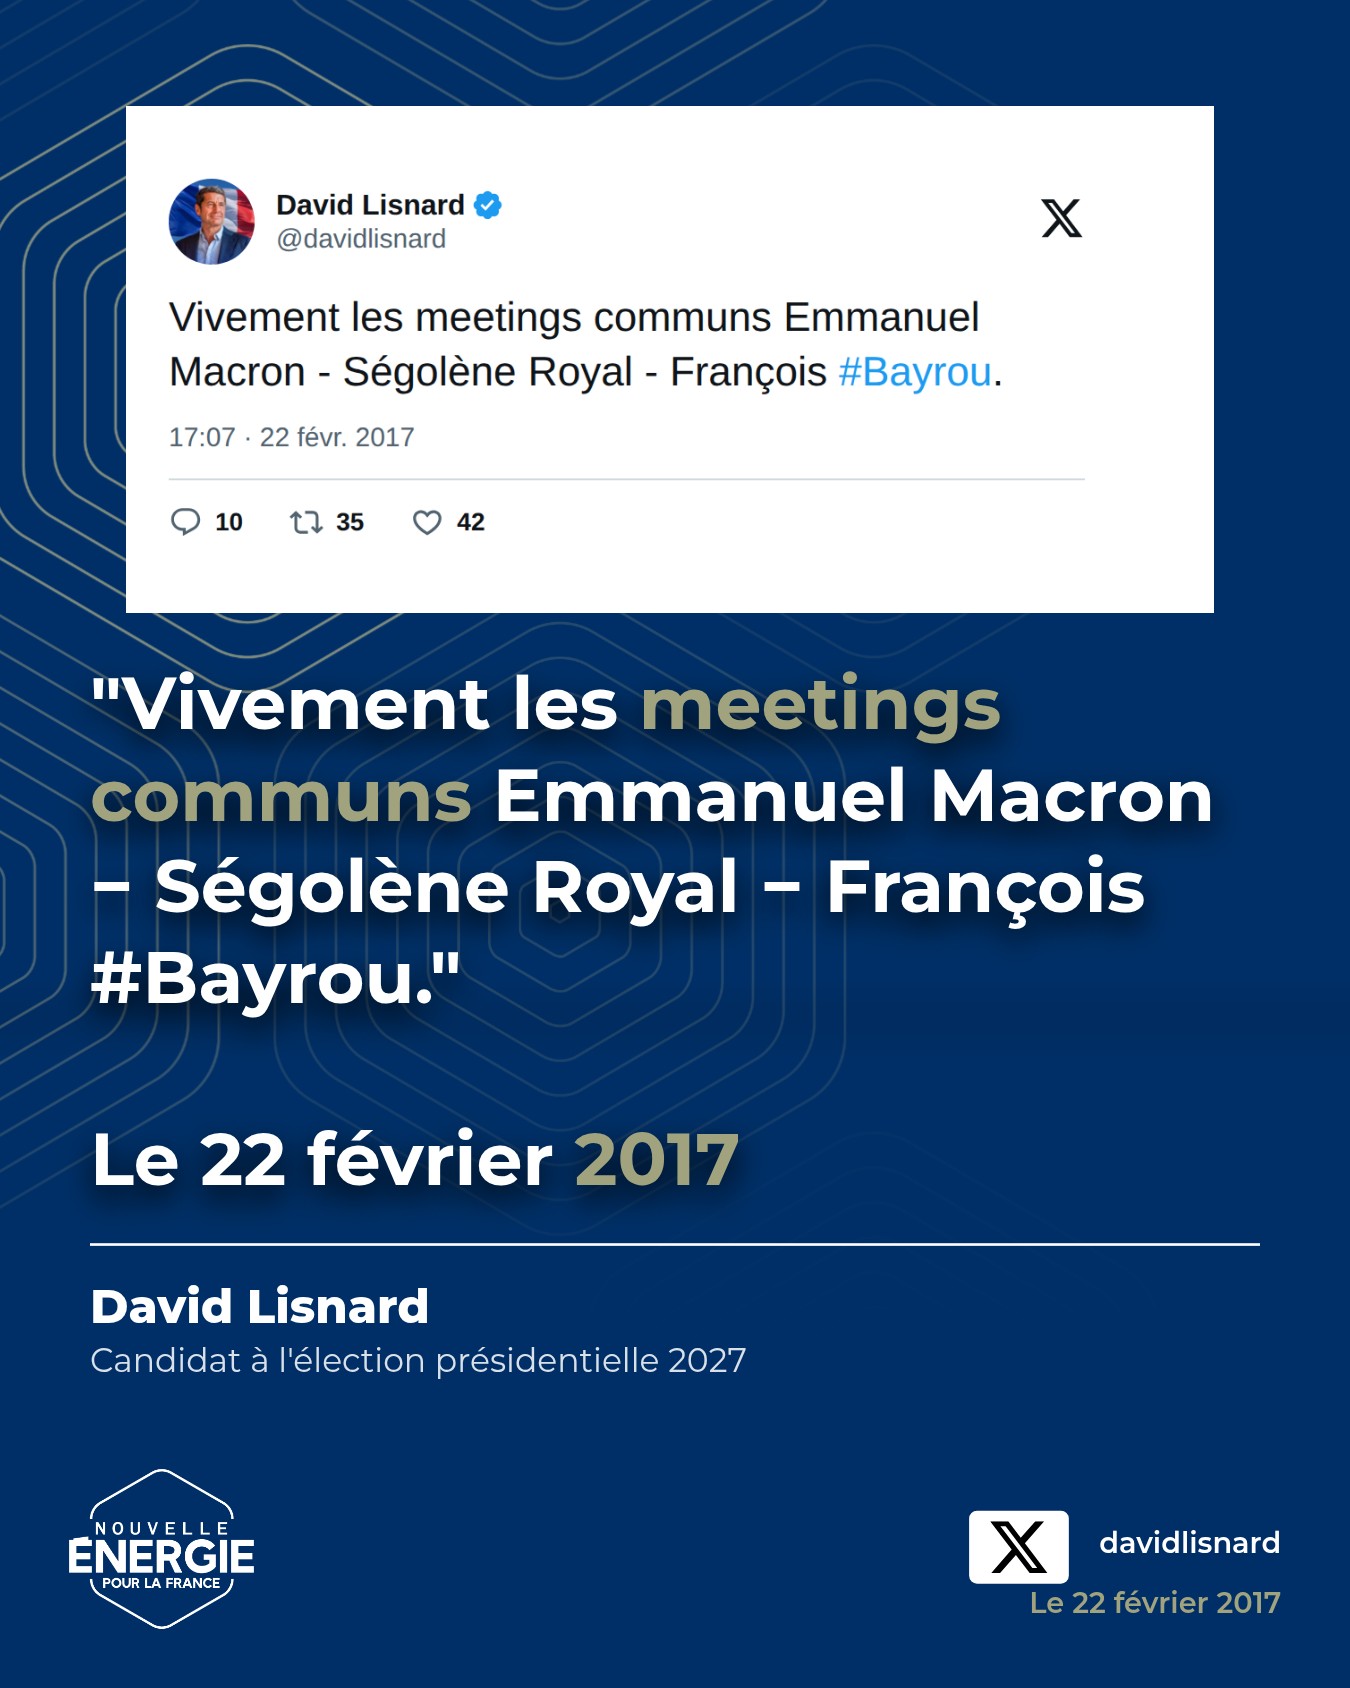 David Lisnard
@davidlisnard
Vivement les meetings communs Emmanuel
Macron - Ségolène Royal - François #Bayrou.
17:07 · 22 févr. 2017
10 35 42
"Vivement les meetings
communs Emmanuel Macron
– Ségolène Royal – François
#Bayrou."
Le 22 février 2017
David Lisnard
Candidat à l'élection présidentielle 2027
NOUVELLE
ÉNERGIE
POUR LA FRANCE
davidlisnard
Le 22 février 2017